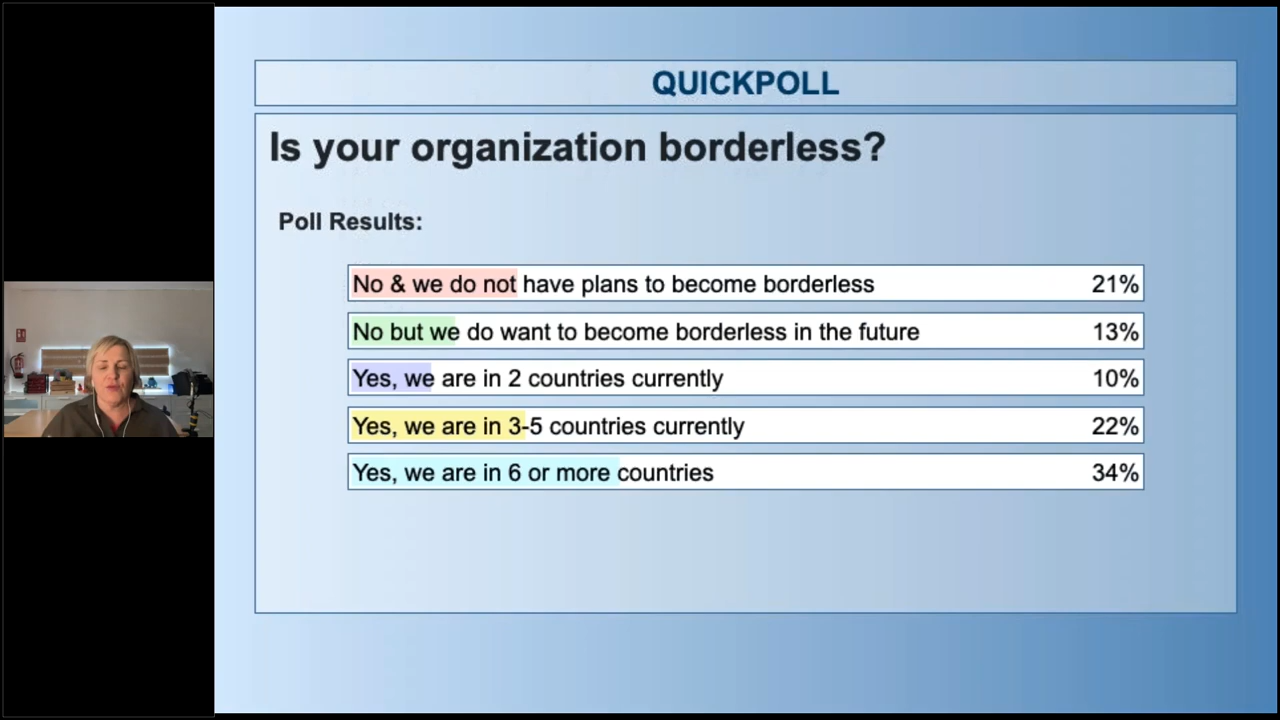 QUICKPOLL
Is your organization borderless?
Poll Results:
No & we do not have plans to become borderless 21%
No but we do want to become borderless in the future 13%
Yes, we are in 2 countries currently 10%
Yes, we are in 3-5 countries currently 22%
Yes, we are in 6 or more countries 34%